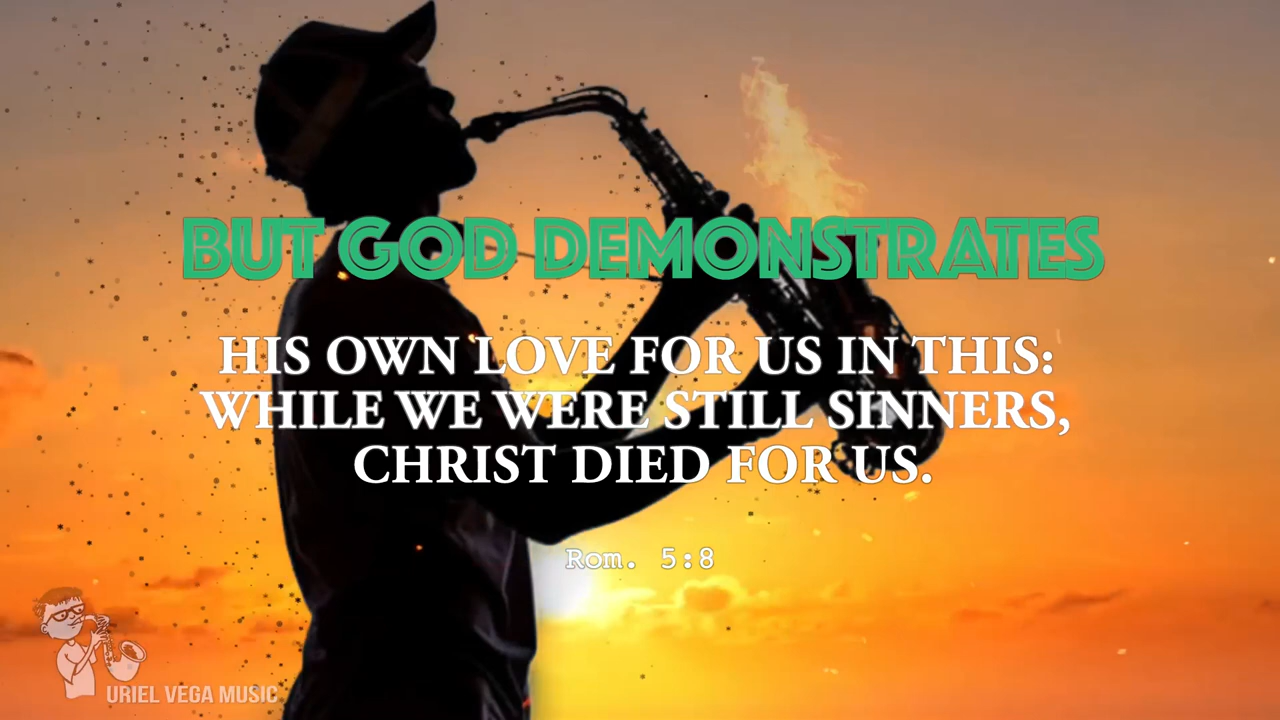 BUT GOD DEMONSTRATES
HIS OWN LOVE FOR US IN THIS:
WHILE WE WERE STILL SINNERS,
CHRIST DIED FOR US.
Rom. 5:8
URIEL VEGA MUSIC